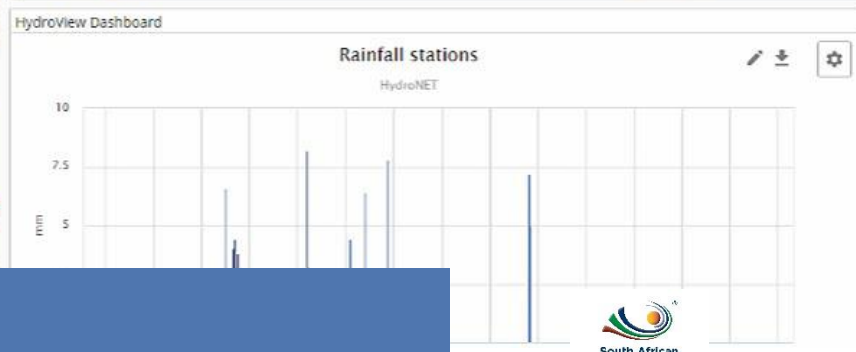 HydroView Dashboard
Rainfall stations
HydroNET
10
7.5
5
mm
South African